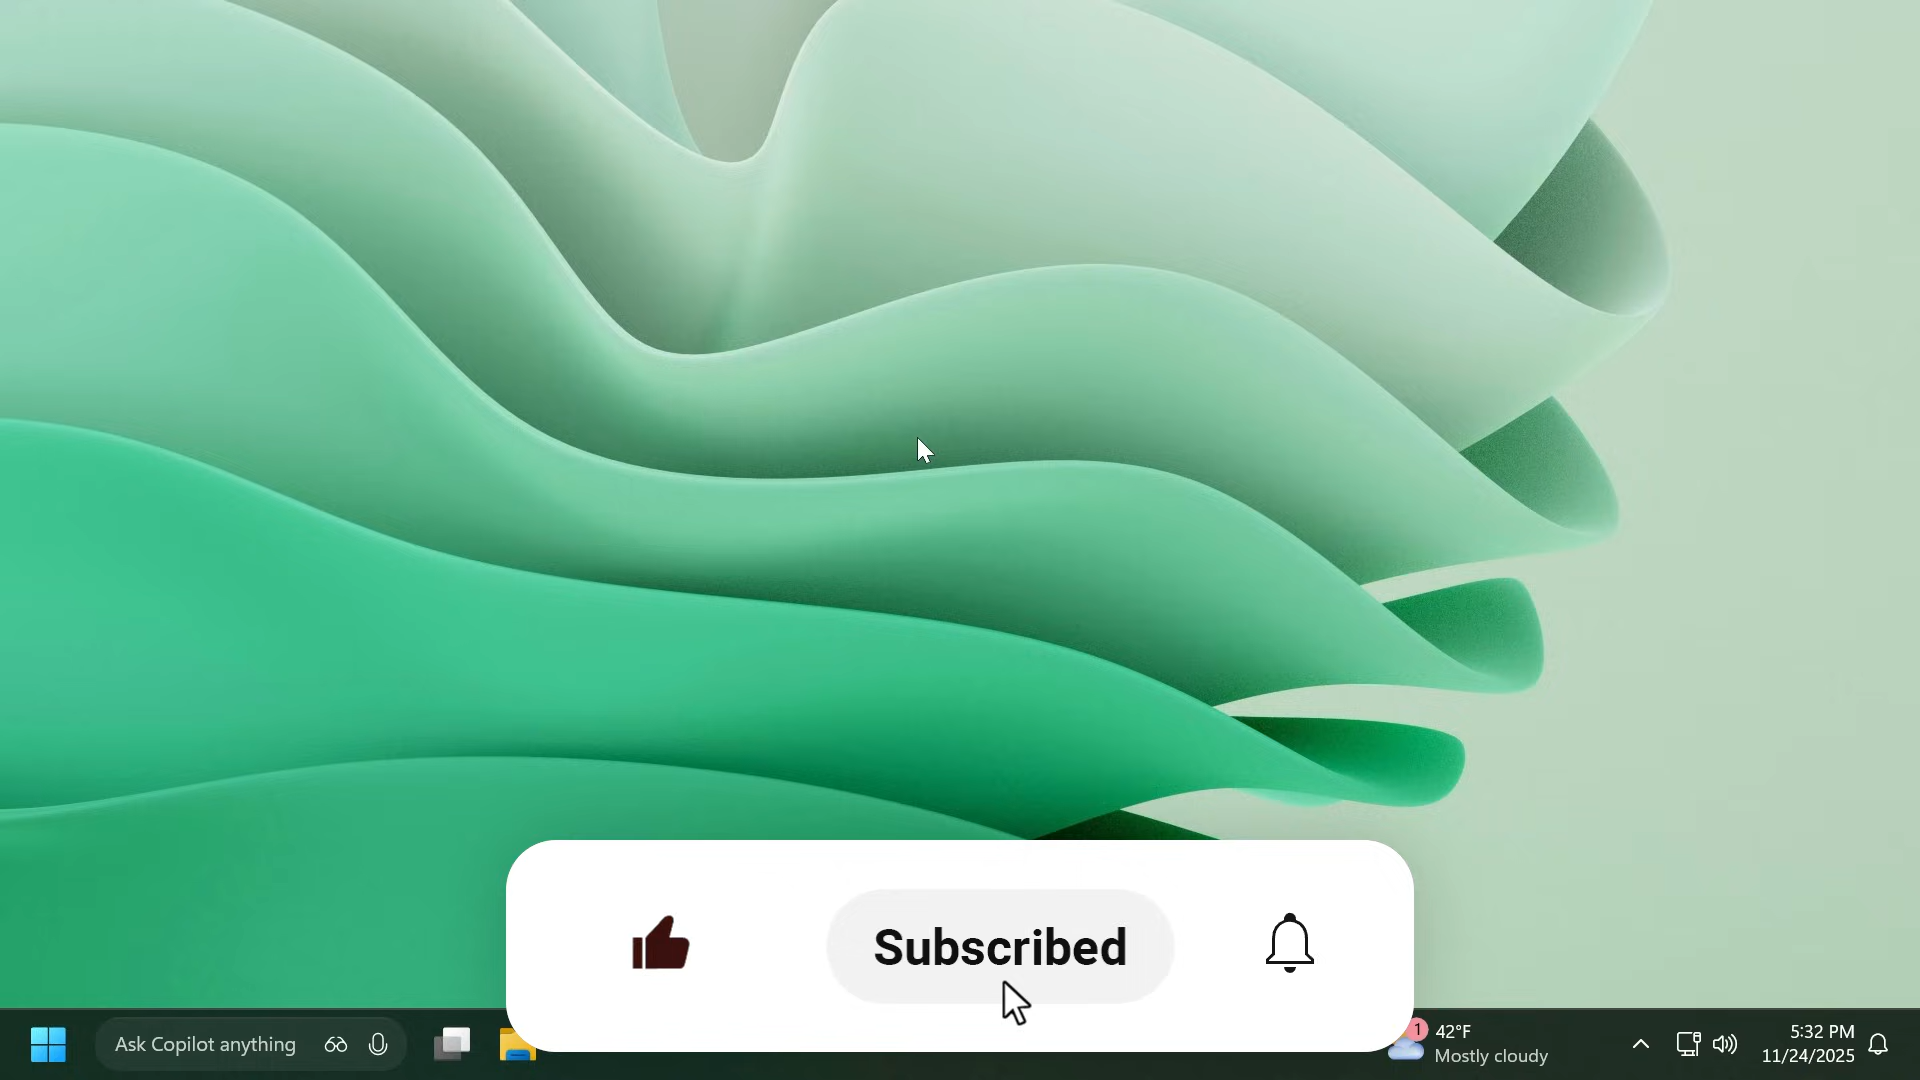 Subscribed
Ask Copilot anything
1
42°F
Mostly cloudy
5:32 PM
11/24/2025